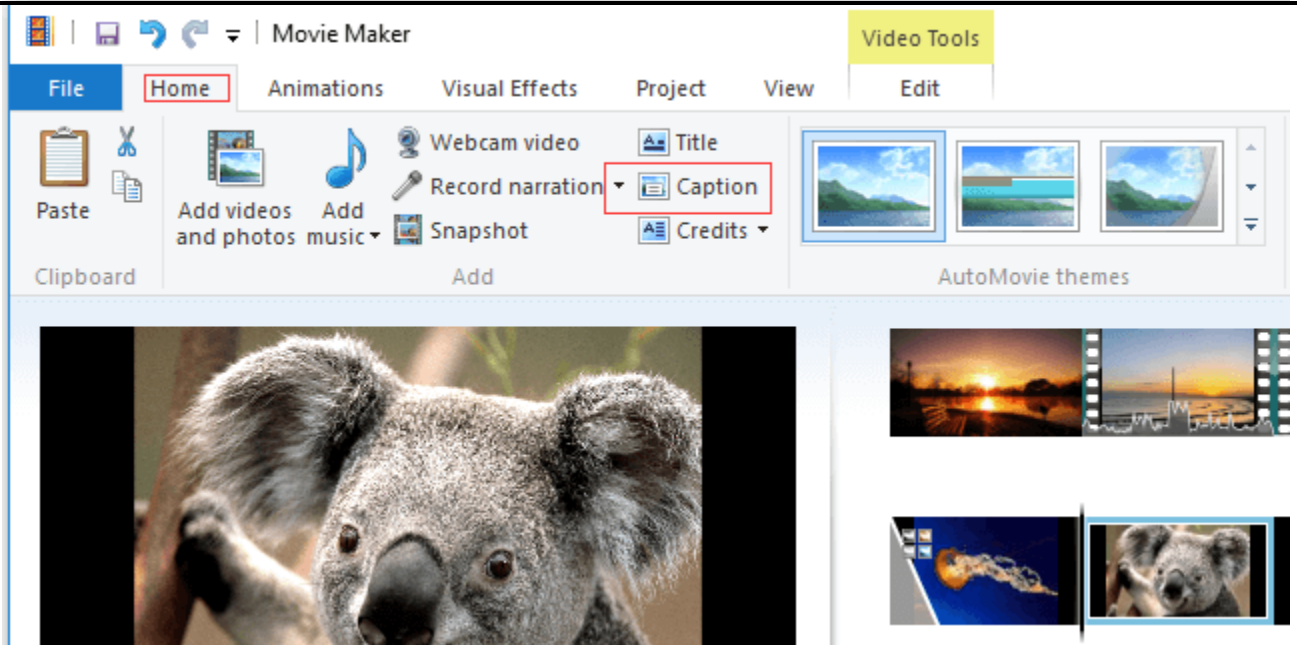 Movie Maker
Video Tools
File Home Animations Visual Effects Project View Edit
Paste
Add videos and photos
Add music
Webcam video
Record narration
Snapshot
Title
Caption
Credits
Clipboard
Add
AutoMovie themes